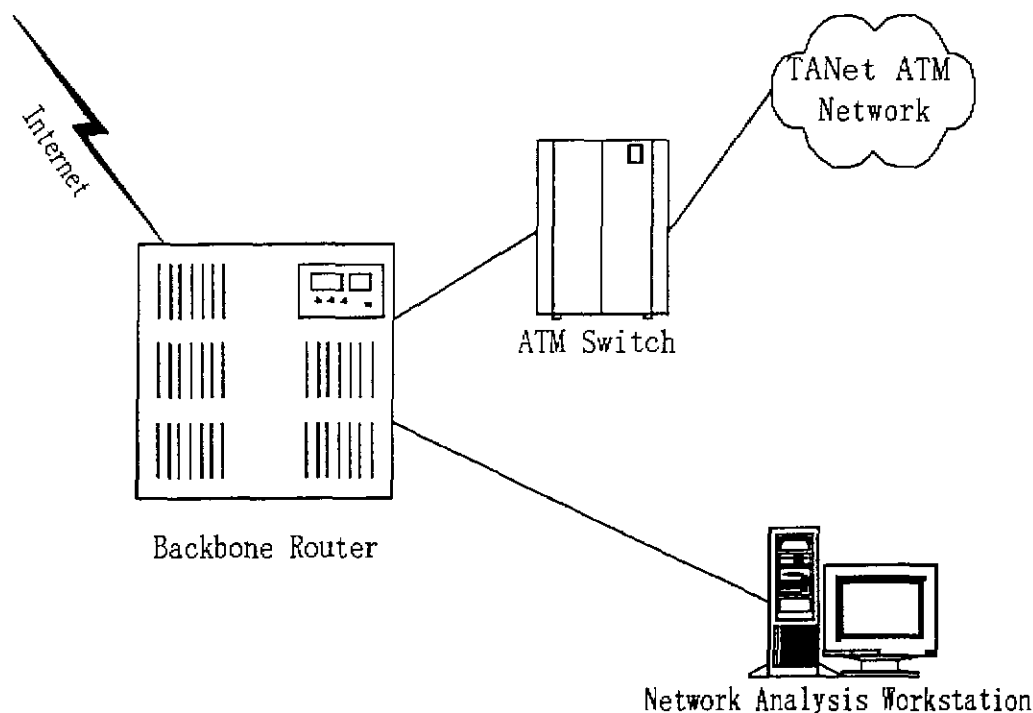 Internet
TANet ATM
Network
ATM Switch
Backbone Router
Network Analysis Workstation